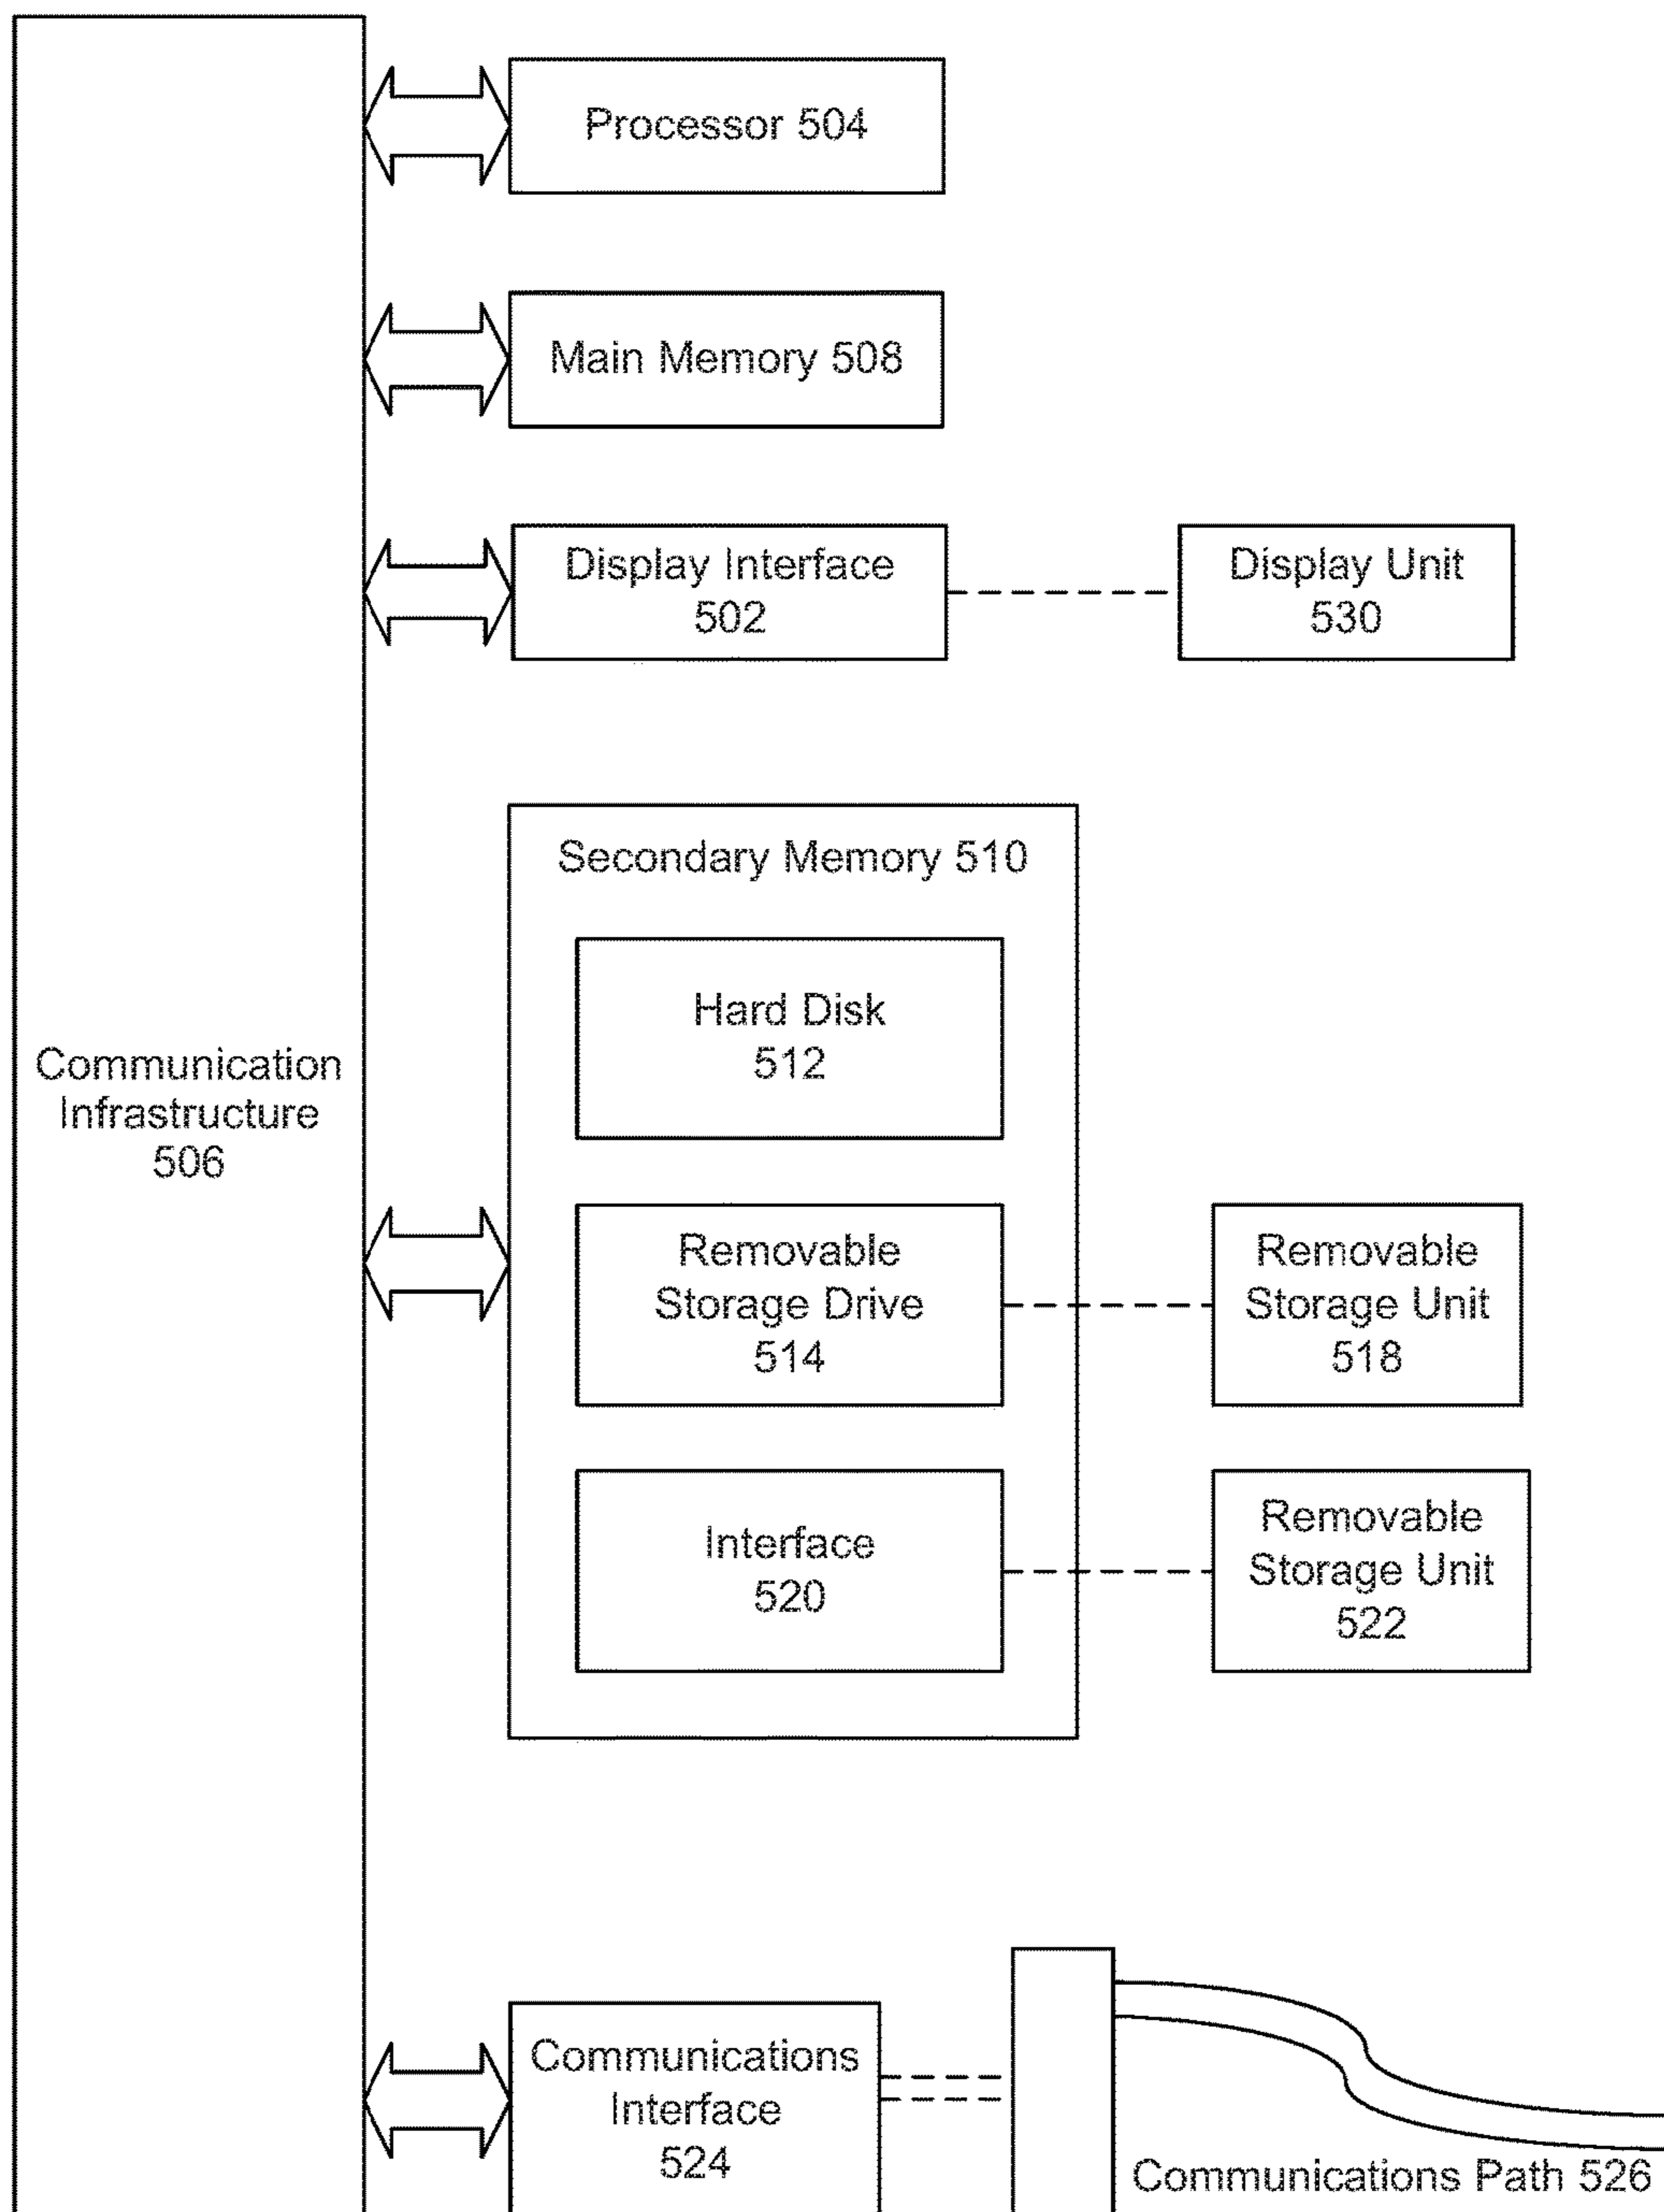 Processor 504
Main Memory 508
Display Interface
502
Display Unit
530
Secondary Memory 510
Hard Disk
512
Communication
Infrastructure
506
Removable
Storage Drive
514
Removable
Storage Unit
518
Interface
520
Removable
Storage Unit
522
Communications
Interface
524
Communications Path 526